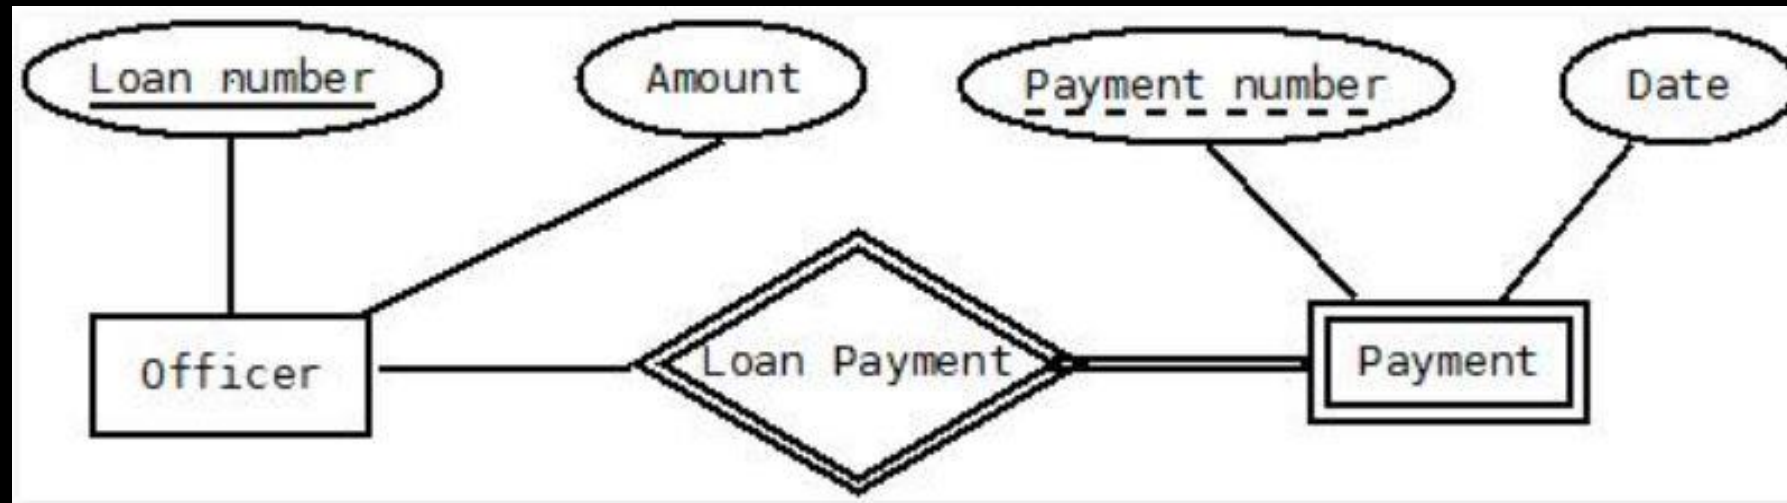 Loan number
Amount
Payment number
Date
Officer
Loan Payment
Payment